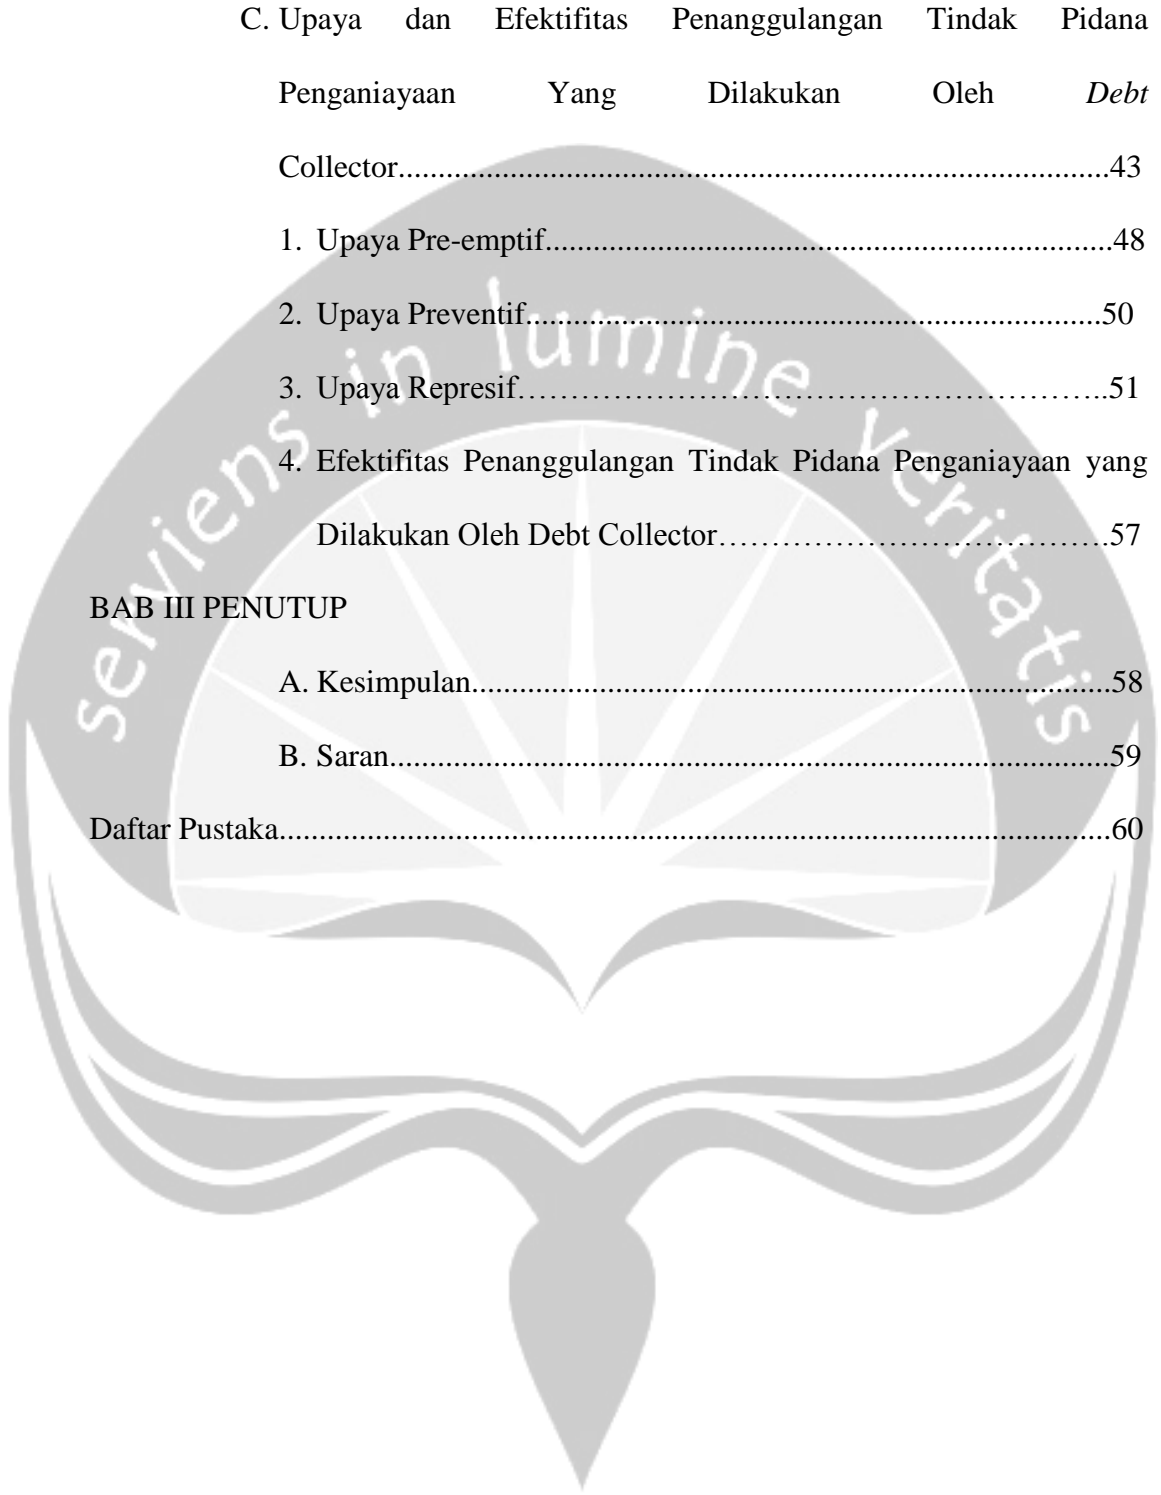 C. Upaya dan Efektifitas Penanggulangan Tindak Pidana
Penganiayaan Yang Dilakukan Oleh Debt
Collector.........................................................................................43
1. Upaya Pre-emptif.......................................................................48
2. Upaya Preventif........................................................................50
3. Upaya Represif……………………………………………………..51
4. Efektifitas Penanggulangan Tindak Pidana Penganiayaan yang
Dilakukan Oleh Debt Collector……………………………….57
BAB III PENUTUP
A. Kesimpulan................................................................................58
B. Saran..........................................................................................59
Daftar Pustaka........................................................................................................60
serviens in lumine veritatis